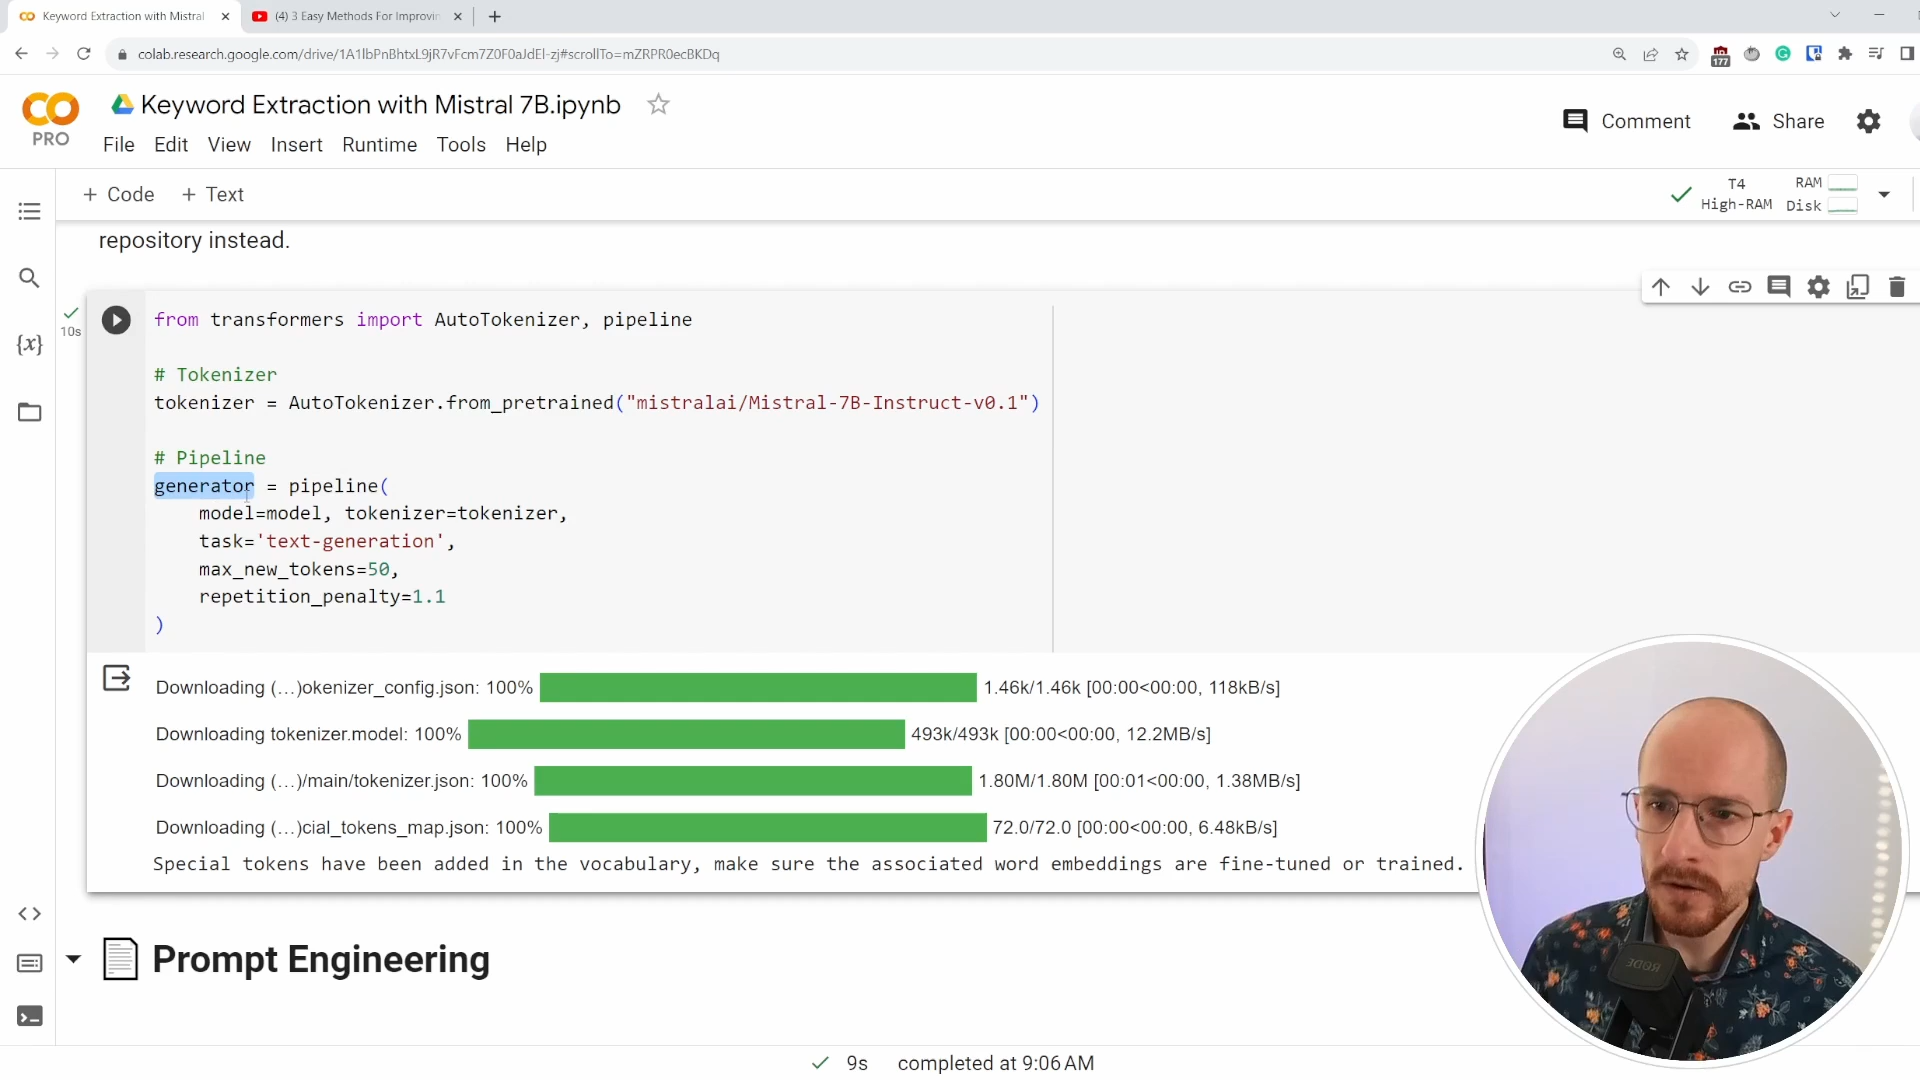 Keyword Extraction with Mistral
(4) 3 Easy Methods For Improvin
colab.research.google.com/drive/1A1lbPnBhtxL9jR7vFcm7Z0F0aJdEl-zj#scrollTo=mZRPR0ecBKDq
177
PRO
Keyword Extraction with Mistral 7B.ipynb
Comment
Share
File Edit View Insert Runtime Tools Help
+ Code + Text
T4
High-RAM
RAM
Disk
repository instead.
10s
from transformers import AutoTokenizer, pipeline
# Tokenizer
tokenizer = AutoTokenizer.from_pretrained("mistralai/Mistral-7B-Instruct-v0.1")
# Pipeline
generator = pipeline(
model=model, tokenizer=tokenizer,
task='text-generation',
max_new_tokens=50,
repetition_penalty=1.1
)
Downloading (…)okenizer_config.json: 100% 1.46k/1.46k [00:00<00:00, 118kB/s]
Downloading tokenizer.model: 100% 493k/493k [00:00<00:00, 12.2MB/s]
Downloading (…)/main/tokenizer.json: 100% 1.80M/1.80M [00:01<00:00, 1.38MB/s]
Downloading (…)cial_tokens_map.json: 100% 72.0/72.0 [00:00<00:00, 6.48kB/s]
Special tokens have been added in the vocabulary, make sure the associated word embeddings are fine-tuned or trained.
Prompt Engineering
RODE
9s completed at 9:06 AM